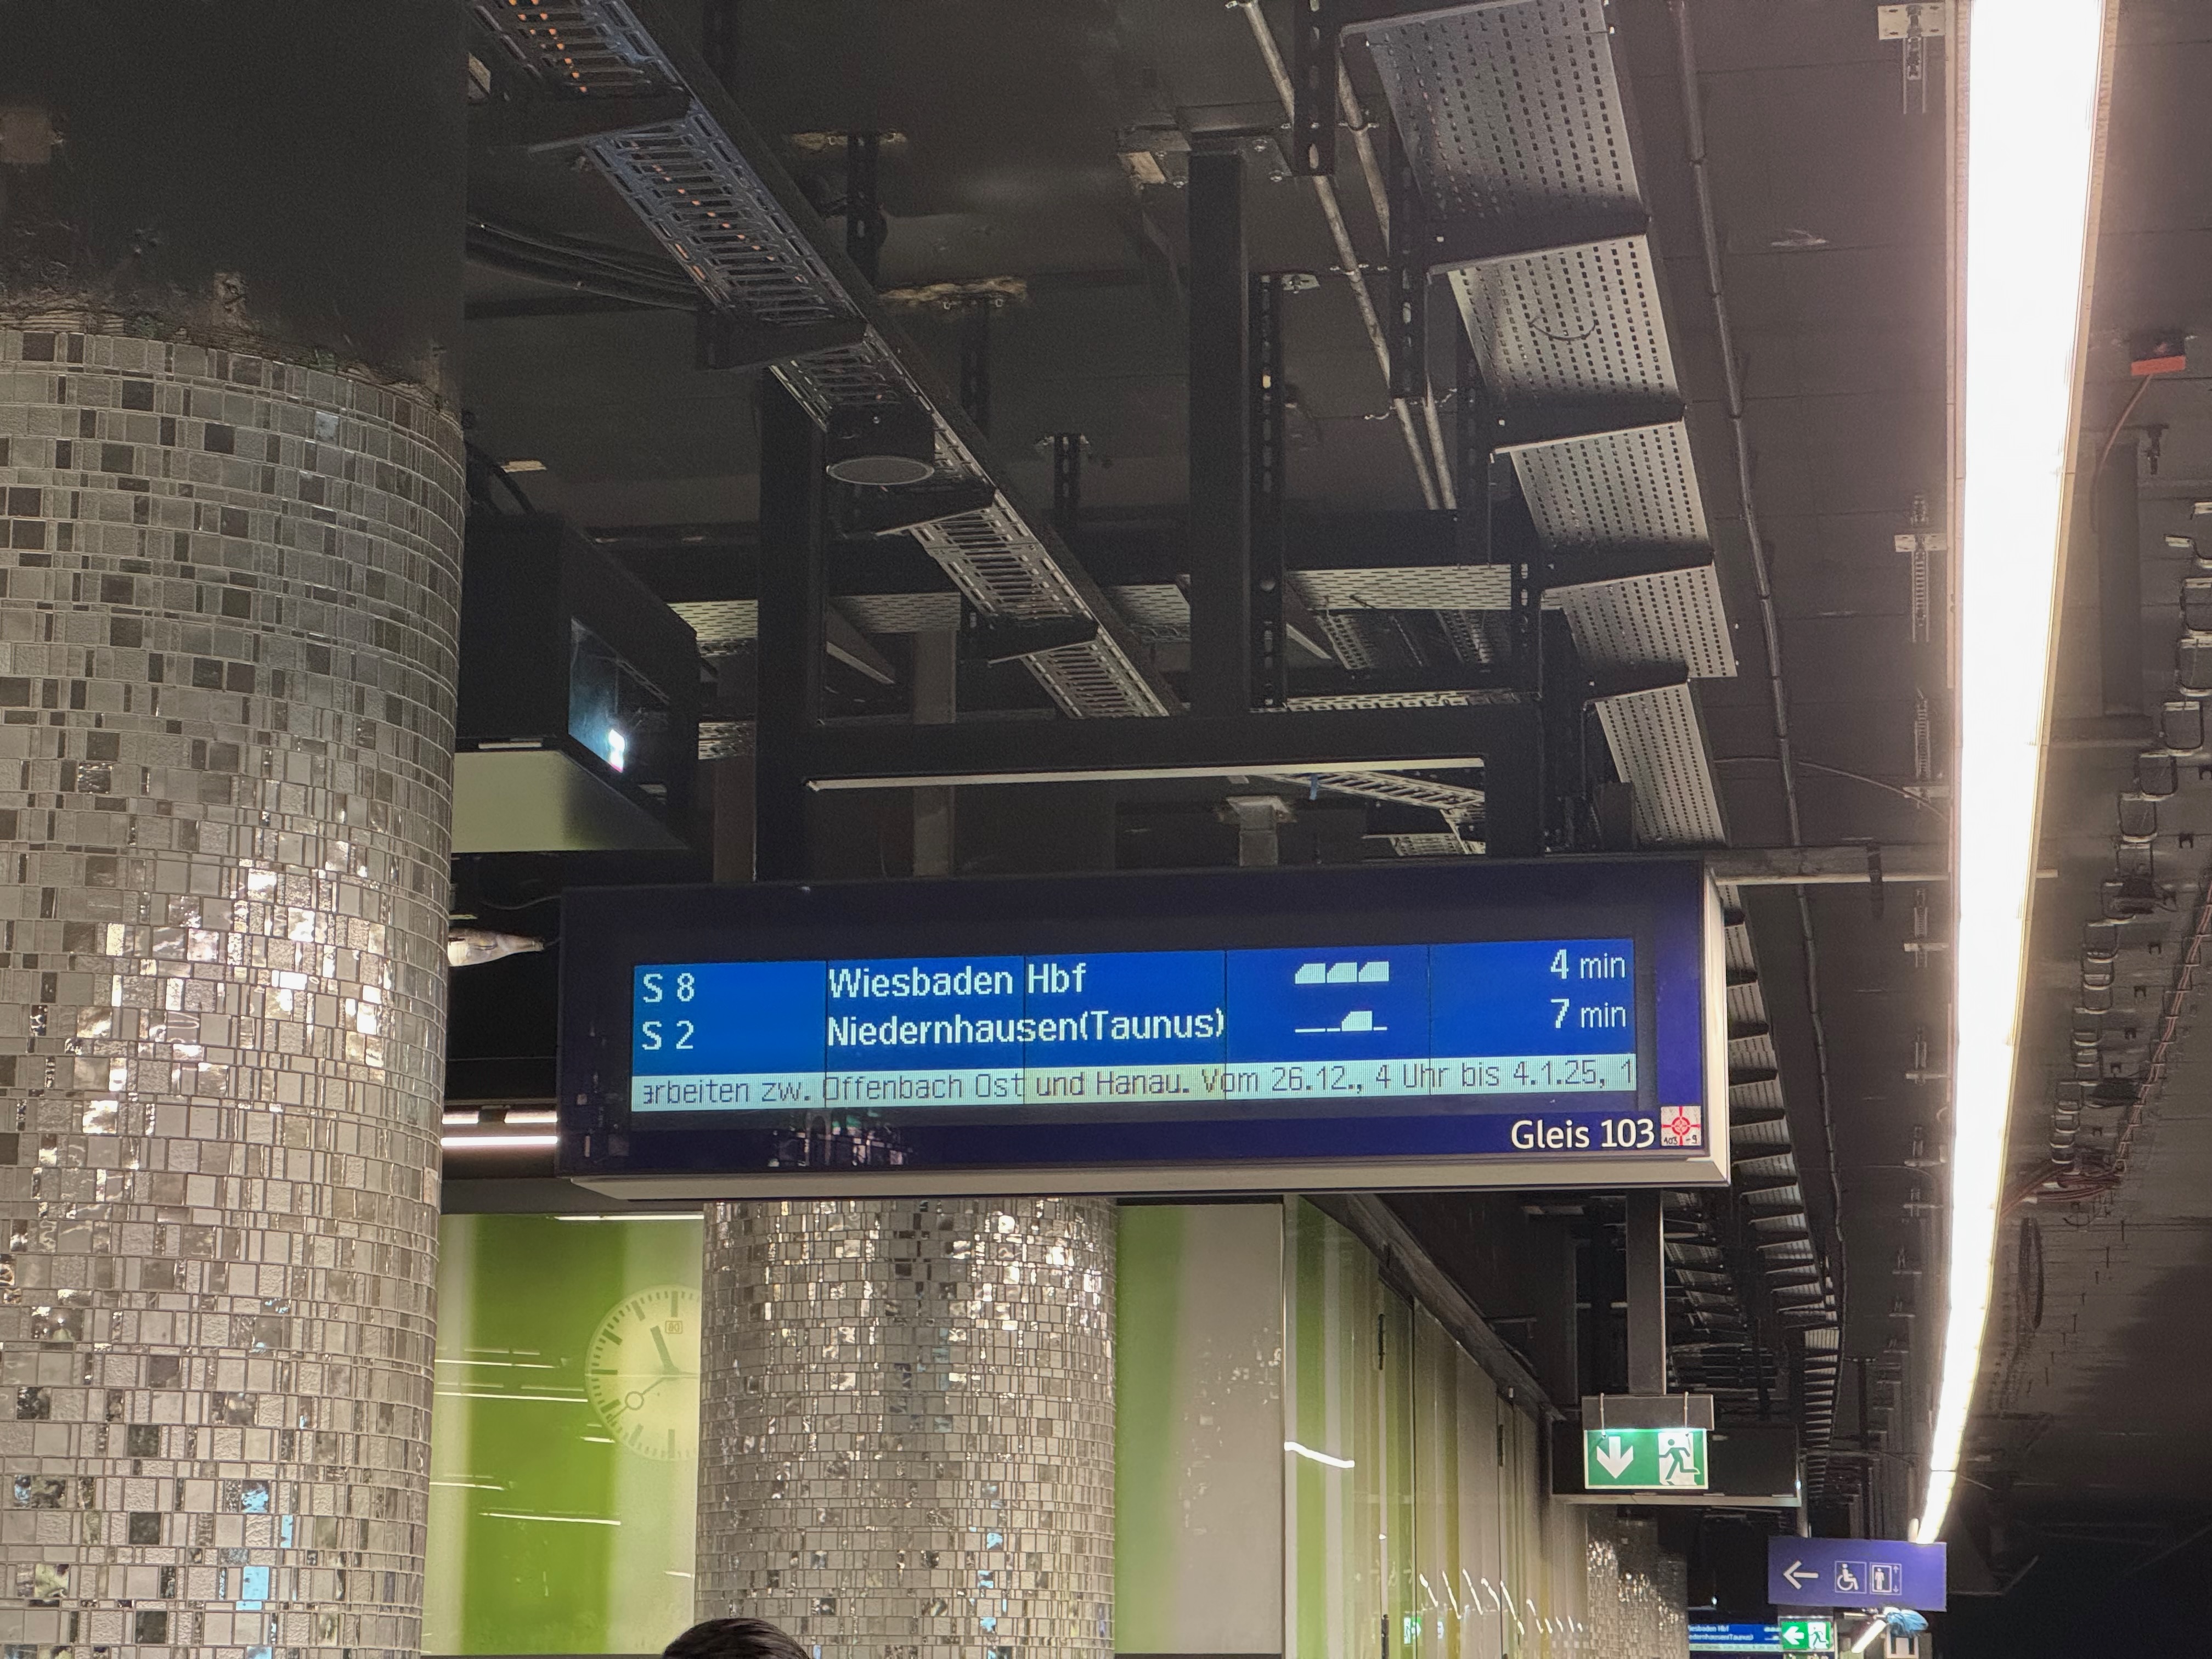 S 8 Wiesbaden Hbf 4 min
S 2 Niedernhausen(Taunus) 7 min
arbeiten zw. Offenbach Ost und Hanau. Vom 26.12., 4 Uhr bis 4.1.25, 1
Gleis 103